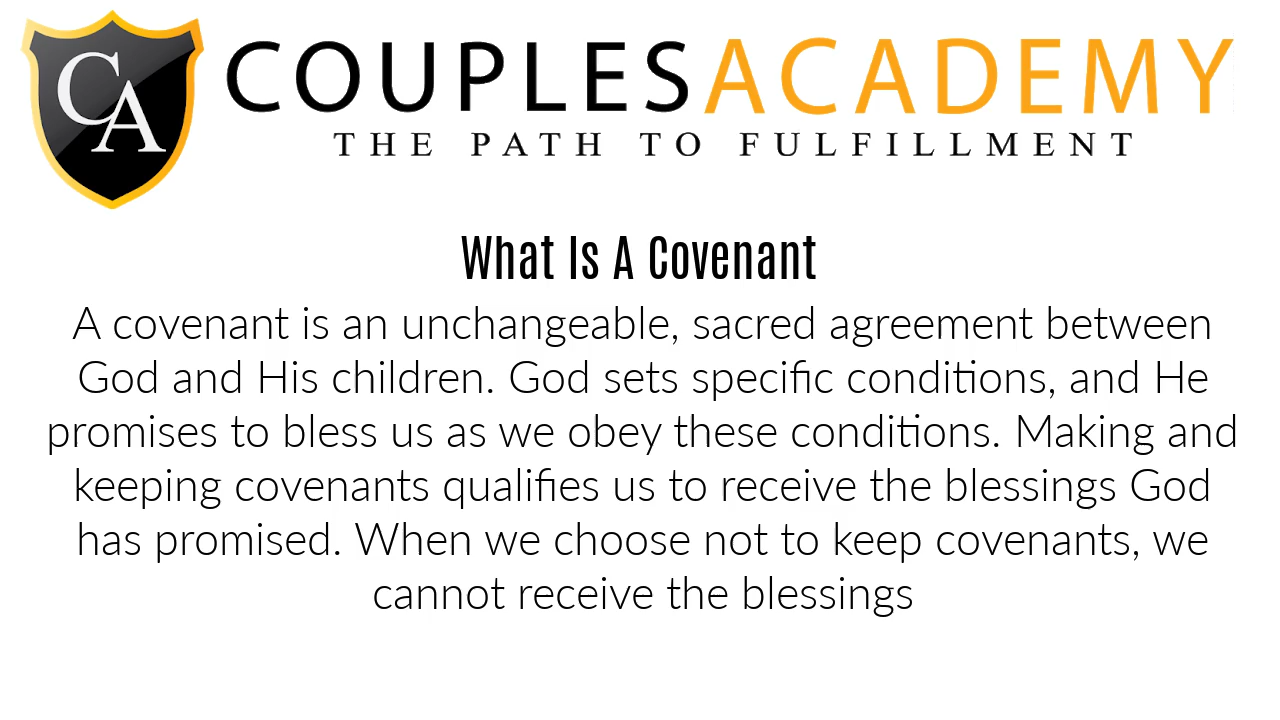 CA
COUPLESACADEMY
THE PATH TO FULFILLMENT
What Is A Covenant
A covenant is an unchangeable, sacred agreement between
God and His children. God sets specific conditions, and He
promises to bless us as we obey these conditions. Making and
keeping covenants qualifies us to receive the blessings God
has promised. When we choose not to keep covenants, we
cannot receive the blessings